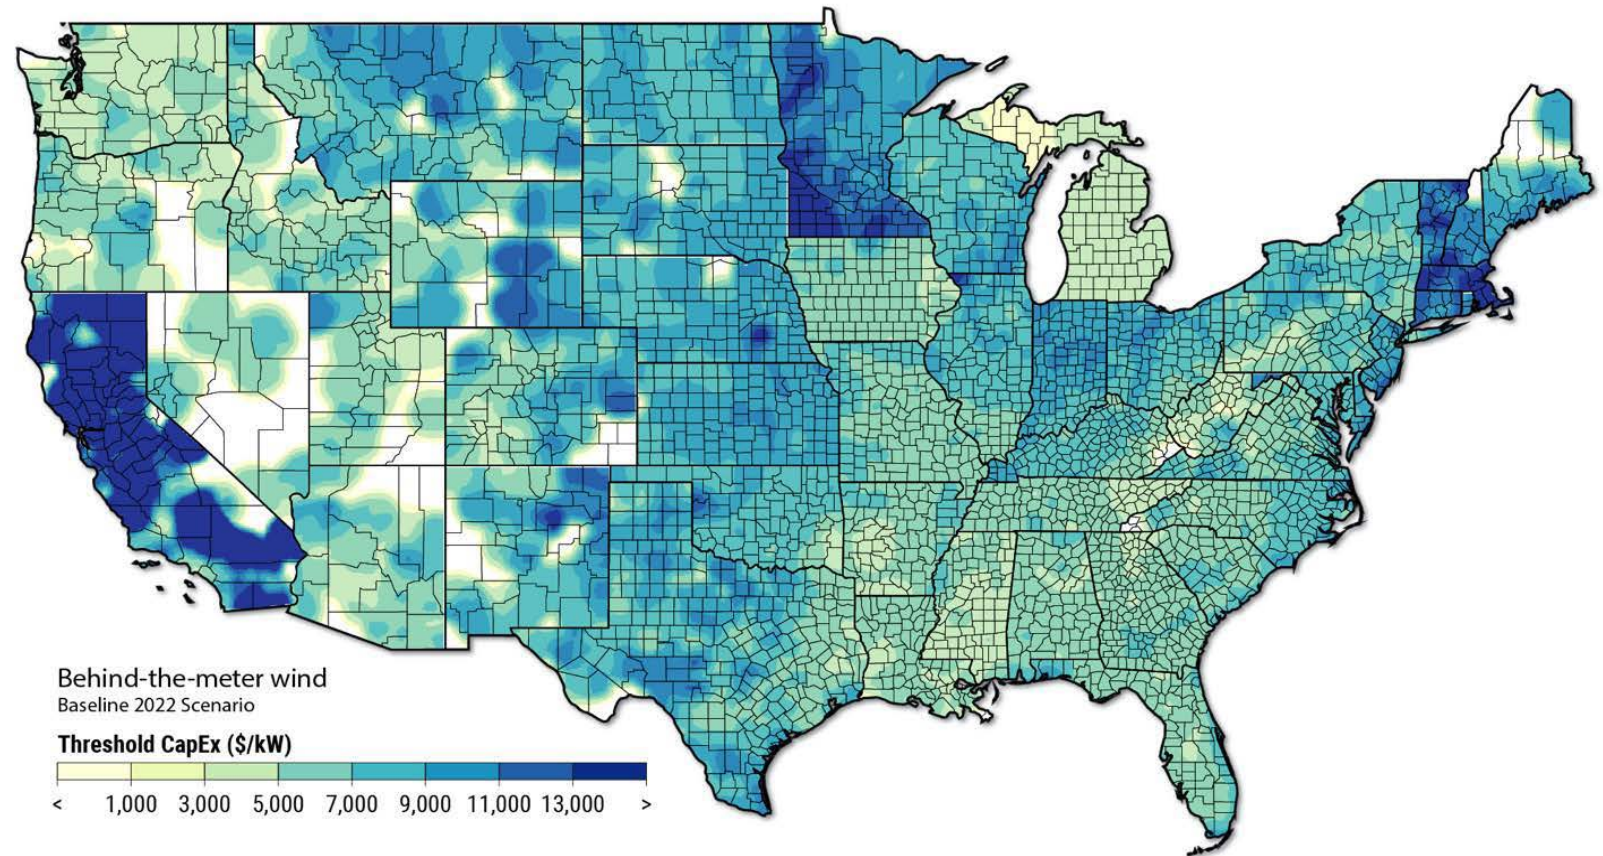 Behind-the-meter wind
Baseline 2022 Scenario
Threshold CapEx ($/kW)
< 1,000 3,000 5,000 7,000 9,000 11,000 13,000 >